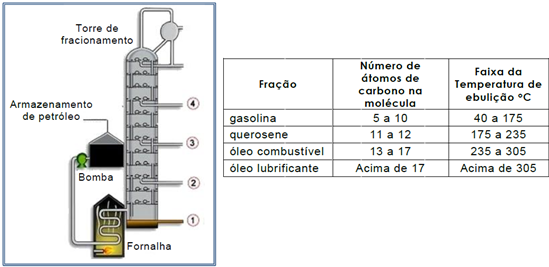 Torre de
fracionamento
Armazenamento
de petróleo
4
3
2
Bomba
1
Fornalha
Fração
Número de
átomos de
carbono na
molécula
Faixa da
Temperatura de
ebulição °C
gasolina
5 a 10
40 a 175
querosene
11 a 12
175 a 235
óleo combustível
13 a 17
235 a 305
óleo lubrificante
Acima de 17
Acima de 305